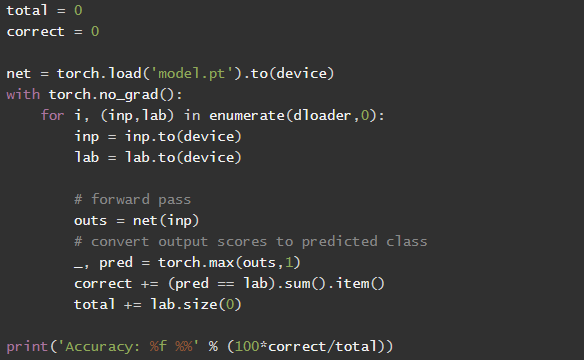 total = 0
correct = 0
net = torch.load('model.pt').to(device)
with torch.no_grad():
    for i, (inp,lab) in enumerate(dloader,0):
        inp = inp.to(device)
        lab = lab.to(device)
        # forward pass
        outs = net(inp)
        # convert output scores to predicted class
        _, pred = torch.max(outs,1)
        correct += (pred == lab).sum().item()
        total += lab.size(0)
print('Accuracy: %f %%' % (100*correct/total))